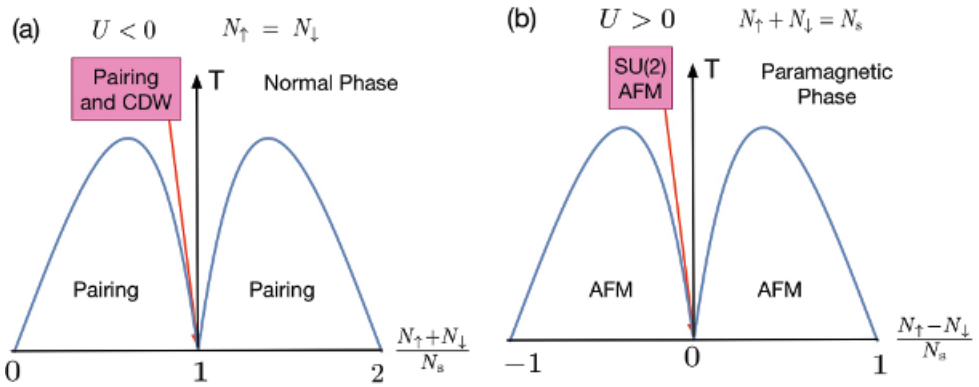 (a) U < 0 N↑ = N↓
Pairing
and CDW
T
Normal Phase
Pairing
Pairing
0
1
2
N↑+N↓
Ns
(b) U > 0 N↑ + N↓ = Ns
SU(2)
AFM
T
Paramagnetic
Phase
AFM
AFM
−1
0
1
N↑−N↓
Ns